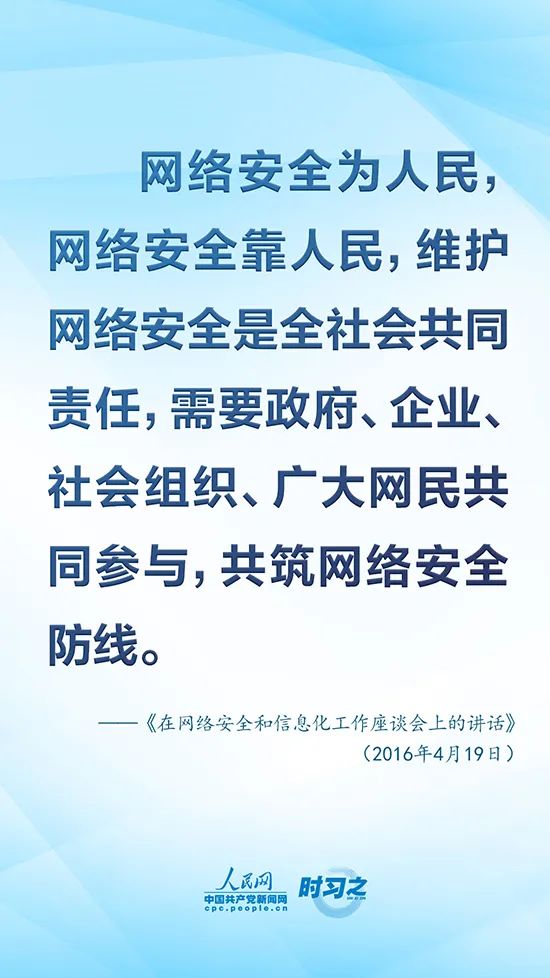 网络安全为人民，
网络安全靠人民，维护
网络安全是全社会共同
责任，需要政府、企业、
社会组织、广大网民共
同参与，共筑网络安全
防线。
——《在网络安全和信息化工作座谈会上的讲话》
（2016年4月19日）
人民网
中国共产党新闻网
cpc.people.cn
时习之